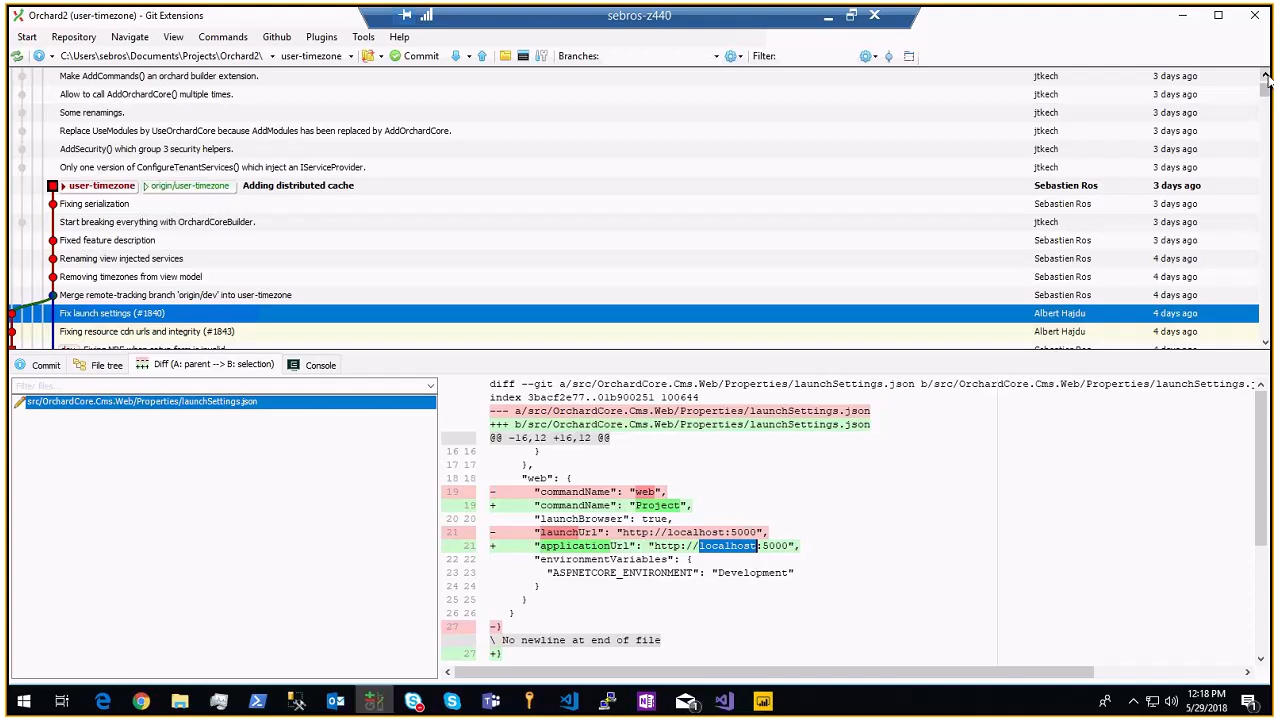 Orchard2 (user-timezone) - Git Extensions
sebros-z440
Start Repository Navigate View Commands Github Plugins Tools Help
C:\Users\sebros\Documents\Projects\Orchard2\ user-timezone Commit Branches: Filter:
Make AddCommands() an orchard builder extension. jtkech 3 days ago
Allow to call AddOrchardCore() multiple times. jtkech 3 days ago
Some renamings. jtkech 3 days ago
Replace UseModules by UseOrchardCore because AddModules has been replaced by AddOrchardCore. jtkech 3 days ago
AddSecurity() which group 3 security helpers. jtkech 3 days ago
Only one version of ConfigureTenantServices() which inject an IServiceProvider. jtkech 3 days ago
user-timezone origin/user-timezone Adding distributed cache Sebastien Ros 3 days ago
Fixing serialization Sebastien Ros 3 days ago
Start breaking everything with OrchardCoreBuilder. jtkech 3 days ago
Fixed feature description Sebastien Ros 3 days ago
Renaming view injected services Sebastien Ros 4 days ago
Removing timezones from view model Sebastien Ros 4 days ago
Merge remote-tracking branch 'origin/dev' into user-timezone Sebastien Ros 4 days ago
Fix launch settings (#1840) Albert Hajdu 4 days ago
Fixing resource cdn urls and integrity (#1843) Albert Hajdu 4 days ago
Commit File tree Diff (A: parent --> B: selection) Console
Filter files...
src/OrchardCore.Cms.Web/Properties/launchSettings.json
diff --git a/src/OrchardCore.Cms.Web/Properties/launchSettings.json b/src/OrchardCore.Cms.Web/Properties/launchSettings.
index 3bacf2e77..01b900251 100644
--- a/src/OrchardCore.Cms.Web/Properties/launchSettings.json
+++ b/src/OrchardCore.Cms.Web/Properties/launchSettings.json
@@ -16,12 +16,12 @@
16 16 }
17 17 },
18 18 "web": {
19 - "commandName": "web",
19 + "commandName": "Project",
20 20 "launchBrowser": true,
21 - "launchUrl": "http://localhost:5000",
21 + "applicationUrl": "http://localhost:5000",
22 22 "environmentVariables": {
23 23 "ASPNETCORE_ENVIRONMENT": "Development"
24 24 }
25 25 }
26 26 }
27 -}
\ No newline at end of file
27 +}
12:18 PM
5/29/2018